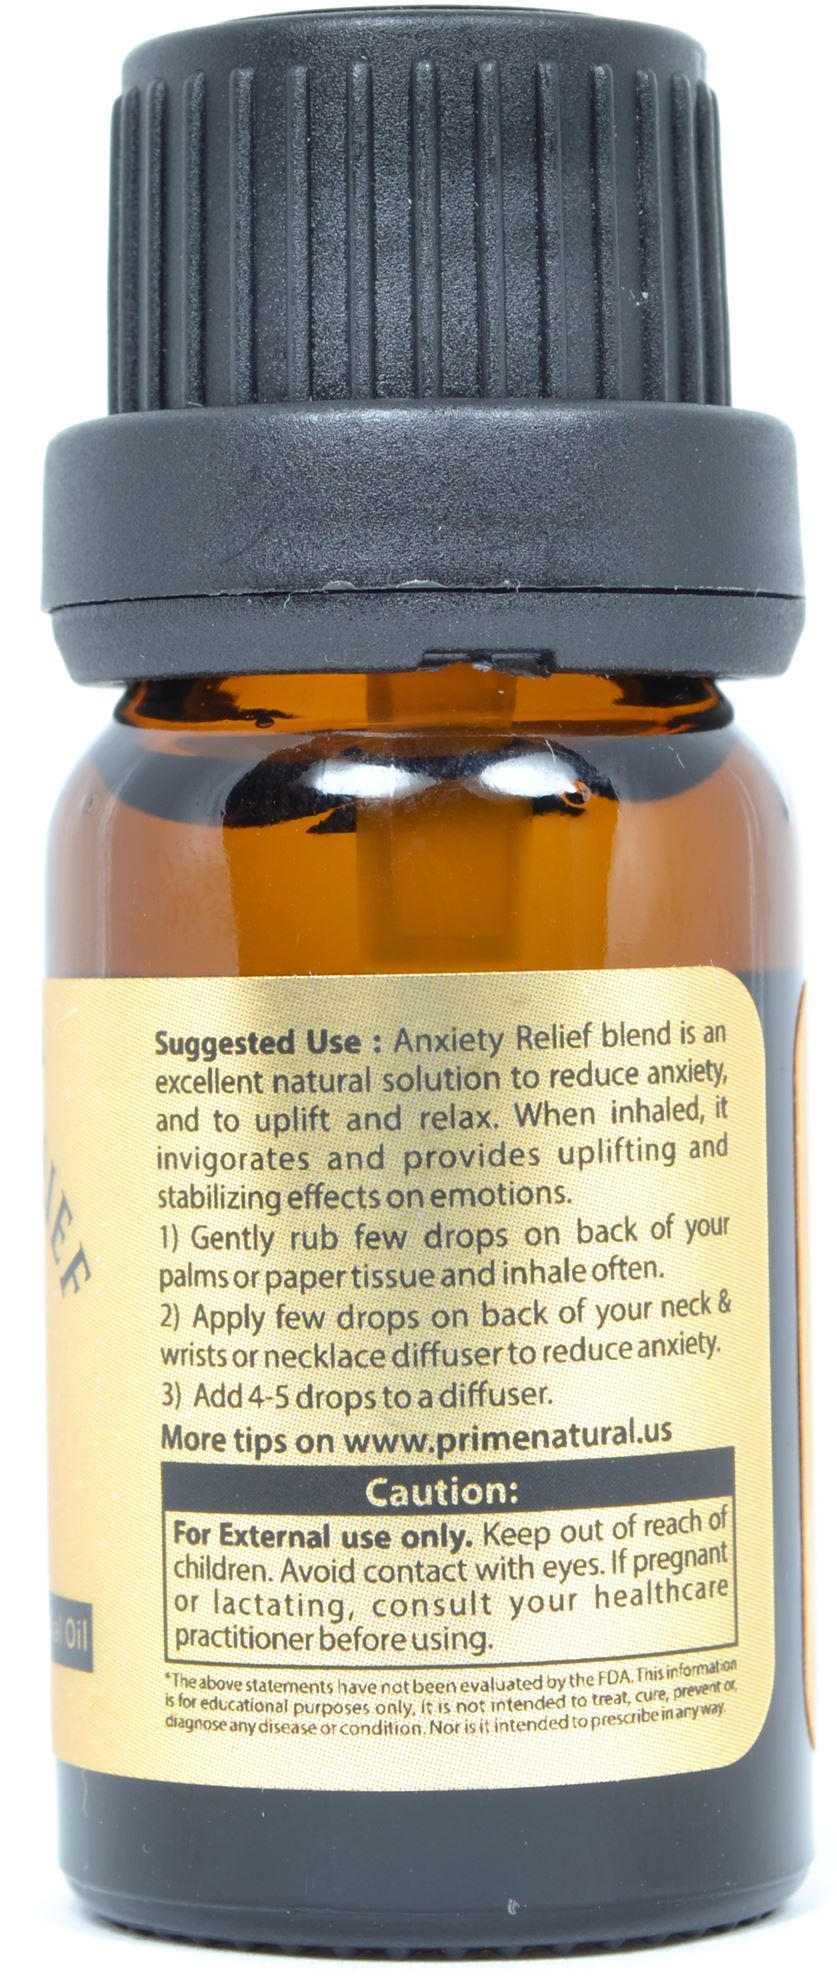 Suggested Use : Anxiety Relief blend is an
excellent natural solution to reduce anxiety,
and to uplift and relax. When inhaled, it
invigorates and provides uplifting and
stabilizing effects on emotions.
1) Gently rub few drops on back of your
palms or paper tissue and inhale often.
2) Apply few drops on back of your neck &
wrists or necklace diffuser to reduce anxiety.
3) Add 4-5 drops to a diffuser.
More tips on www.primenatural.us
Caution:
For External use only. Keep out of reach of
children. Avoid contact with eyes. If pregnant
or lactating, consult your healthcare
practitioner before using.
*The above statements have not been evaluated by the FDA. This information
is for educational purposes only, it is not intended to treat, cure, prevent or,
diagnose any disease or condition. Nor is it intended to prescribe in any way.
Oil